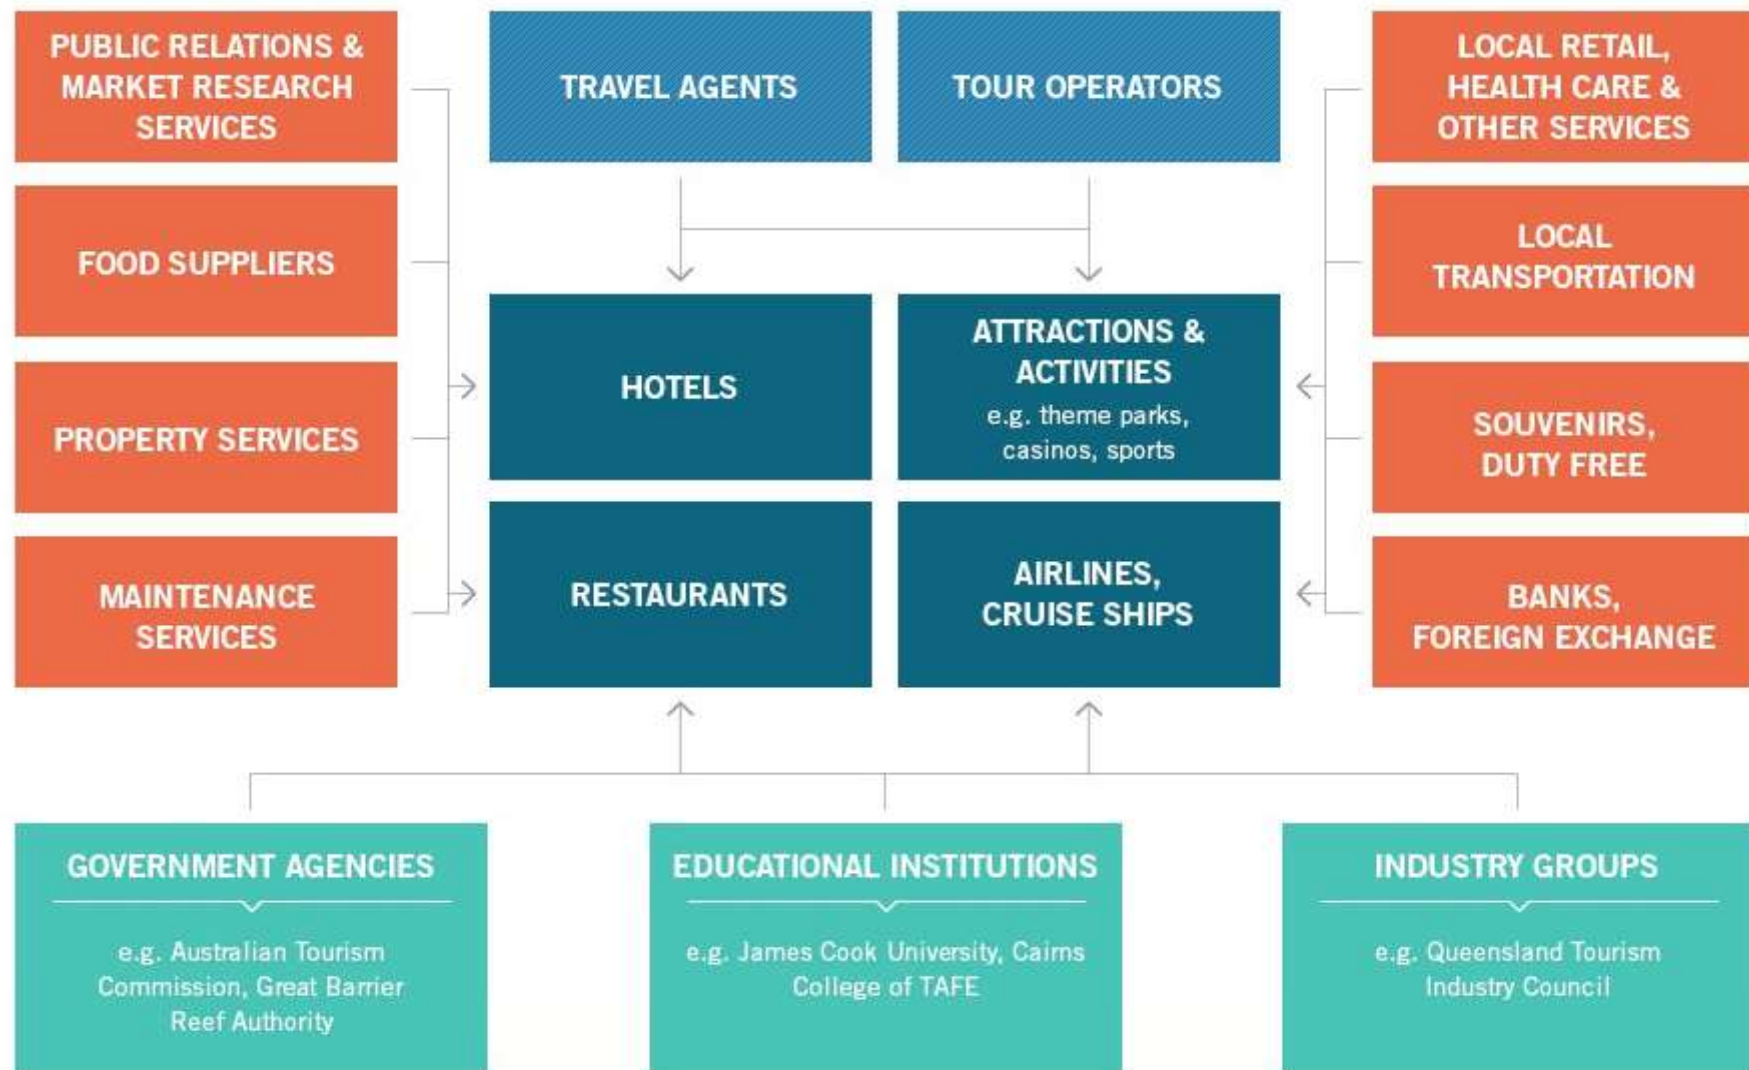 PUBLIC RELATIONS &
MARKET RESEARCH
SERVICES
TRAVEL AGENTS
TOUR OPERATORS
LOCAL RETAIL,
HEALTH CARE &
OTHER SERVICES
FOOD SUPPLIERS
LOCAL
TRANSPORTATION
HOTELS
ATTRACTIONS &
ACTIVITIES
e.g. theme parks,
casinos, sports
PROPERTY SERVICES
SOUVENIRS,
DUTY FREE
MAINTENANCE
SERVICES
RESTAURANTS
AIRLINES,
CRUISE SHIPS
BANKS,
FOREIGN EXCHANGE
GOVERNMENT AGENCIES
e.g. Australian Tourism
Commission, Great Barrier
Reef Authority
EDUCATIONAL INSTITUTIONS
e.g. James Cook University, Cairns
College of TAFE
INDUSTRY GROUPS
e.g. Queensland Tourism
Industry Council